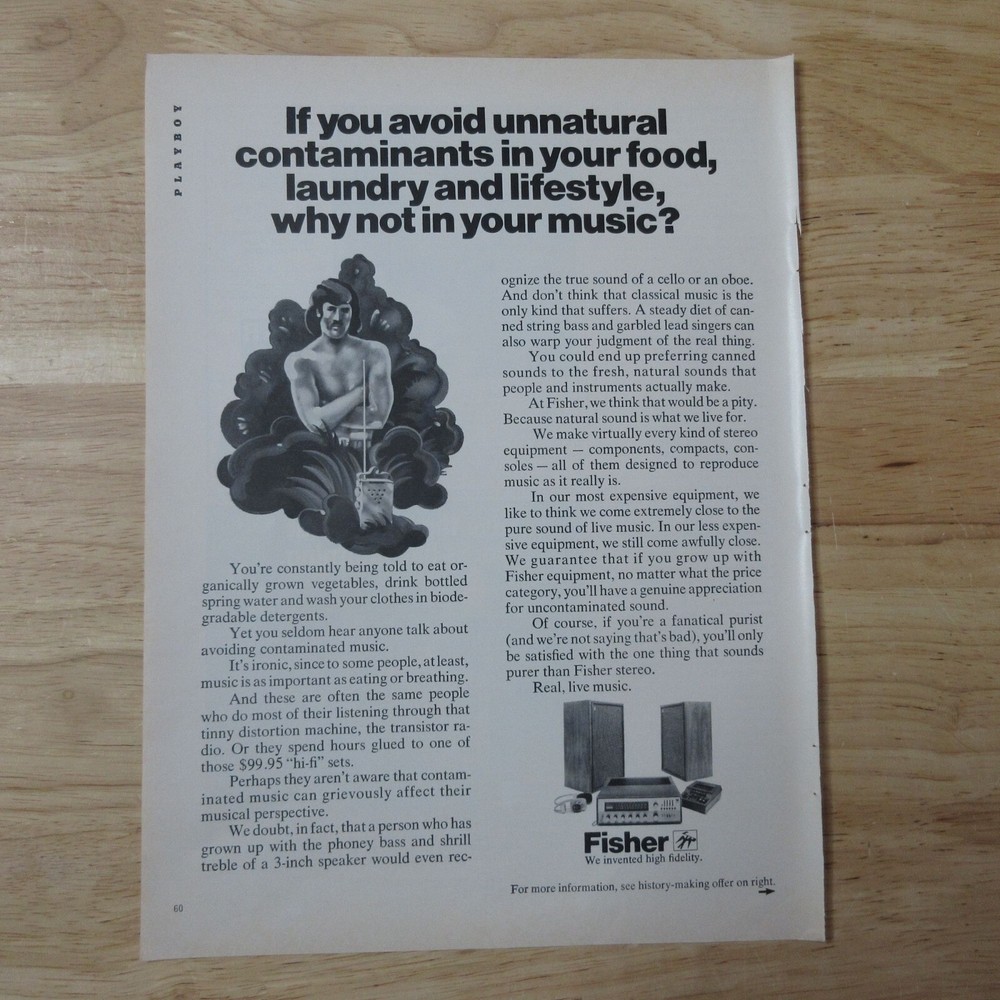 PLAYBOY
If you avoid unnatural
contaminants in your food,
laundry and lifestyle,
why not in your music?
You're constantly being told to eat or-
ganically grown vegetables, drink bottled
spring water and wash your clothes in biode-
gradable detergents.
Yet you seldom hear anyone talk about
avoiding contaminated music.
It's ironic, since to some people, at least,
music is as important as eating or breathing.
And these are often the same people
who do most of their listening through that
tinny distortion machine, the transistor ra-
dio. Or they spend hours glued to one of
those $99.95 "hi-fi" sets.
Perhaps they aren't aware that contam-
inated music can grievously affect their
musical perspective.
We doubt, in fact, that a person who has
grown up with the phoney bass and shrill
treble of a 3-inch speaker would even rec-
ognize the true sound of a cello or an oboe.
And don't think that classical music is the
only kind that suffers. A steady diet of can-
ned string bass and garbled lead singers can
also warp your judgment of the real thing.
You could end up preferring canned
sounds to the fresh, natural sounds that
people and instruments actually make.
At Fisher, we think that would be a pity.
Because natural sound is what we live for.
We make virtually every kind of stereo
equipment — components, compacts, con-
soles — all of them designed to reproduce
music as it really is.
In our most expensive equipment, we
like to think we come extremely close to the
pure sound of live music. In our less expen-
sive equipment, we still come awfully close.
We guarantee that if you grow up with
Fisher equipment, no matter what the price
category, you'll have a genuine appreciation
for uncontaminated sound.
Of course, if you're a fanatical purist
(and we're not saying that's bad), you'll only
be satisfied with the one thing that sounds
purer than Fisher stereo.
Real, live music.
Fisher
We invented high fidelity.
For more information, see history-making offer on right.
60